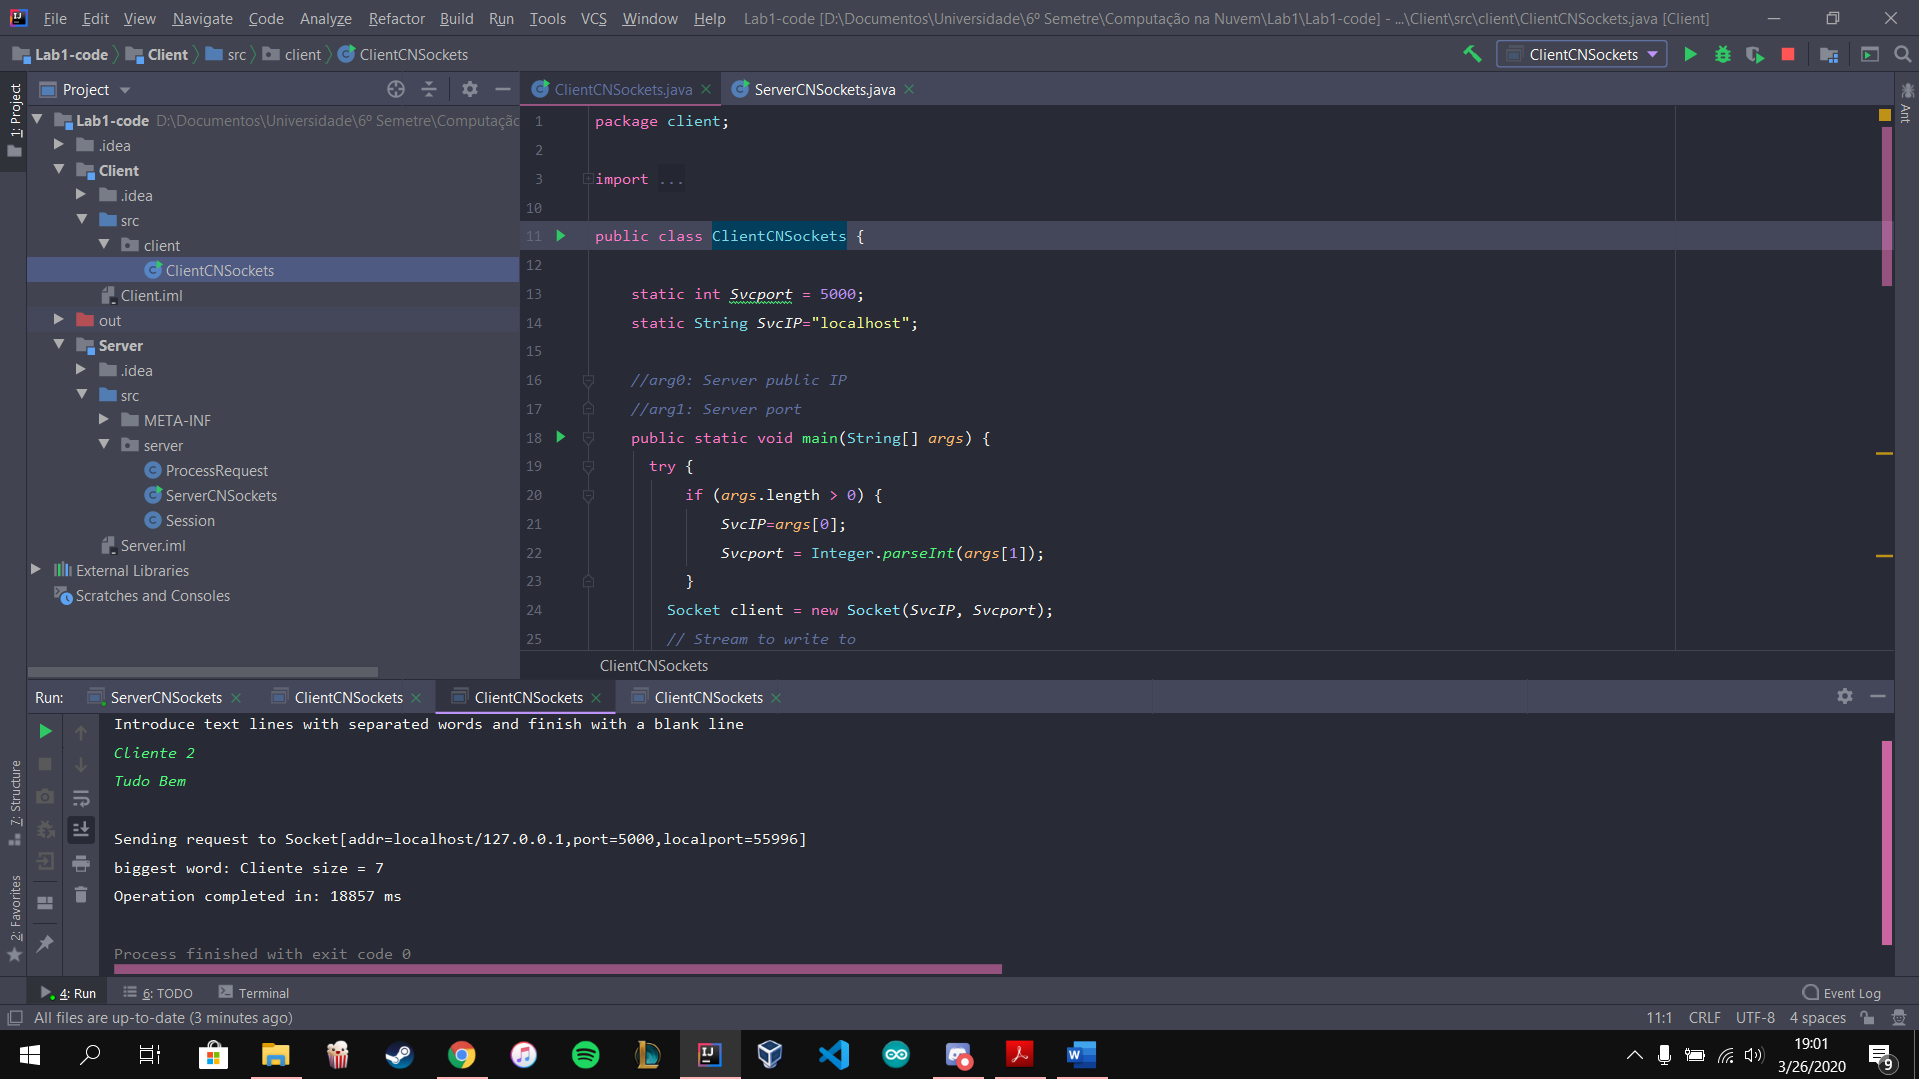 File Edit View Navigate Code Analyze Refactor Build Run Tools VCS Window Help Lab1-code [D:\Documentos\Universidade\6º Semetre\Computação na Nuvem\Lab1\Lab1-code] - ...\Client\src\client\ClientCNSockets.java [Client]
Lab1-code Client src client ClientCNSockets
ClientCNSockets
1: Project
Project
ClientCNSockets.java ServerCNSockets.java
Ant
Lab1-code D:\Documentos\Universidade\6º Semetre\Computação
.idea
Client
.idea
src
client
ClientCNSockets
Client.iml
out
Server
.idea
src
META-INF
server
ProcessRequest
ServerCNSockets
Session
Server.iml
External Libraries
Scratches and Consoles
1 package client;
2
3 import ...
10
11 public class ClientCNSockets {
12
13 static int Svcport = 5000;
14 static String SvcIP="localhost";
15
16 //arg0: Server public IP
17 //arg1: Server port
18 public static void main(String[] args) {
19 try {
20 if (args.length > 0) {
21 SvcIP=args[0];
22 Svcport = Integer.parseInt(args[1]);
23 }
24 Socket client = new Socket(SvcIP, Svcport);
25 // Stream to write to
ClientCNSockets
Run: ServerCNSockets ClientCNSockets ClientCNSockets ClientCNSockets
Introduce text lines with separated words and finish with a blank line
Cliente 2
Tudo Bem
Sending request to Socket[addr=localhost/127.0.0.1,port=5000,localport=55996]
biggest word: Cliente size = 7
Operation completed in: 18857 ms
Process finished with exit code 0
7: Structure
2: Favorites
4: Run 6: TODO Terminal Event Log
All files are up-to-date (3 minutes ago) 11:1 CRLF UTF-8 4 spaces
19:01
3/26/2020
9